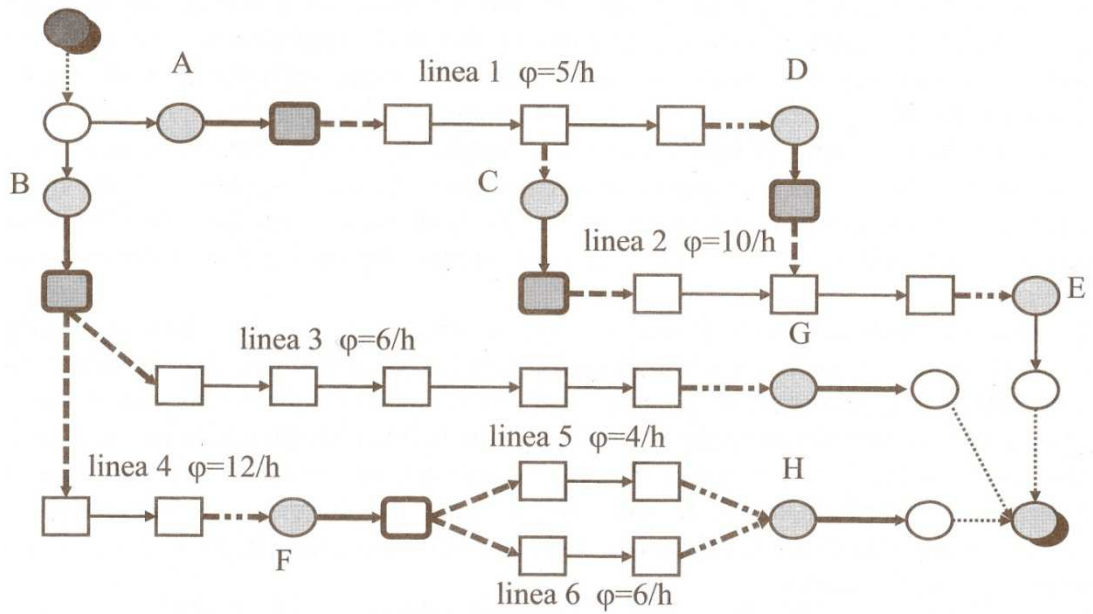 A
linea 1 φ=5/h
D
B
C
linea 2 φ=10/h
E
G
linea 3 φ=6/h
linea 5 φ=4/h
linea 4 φ=12/h
H
F
linea 6 φ=6/h